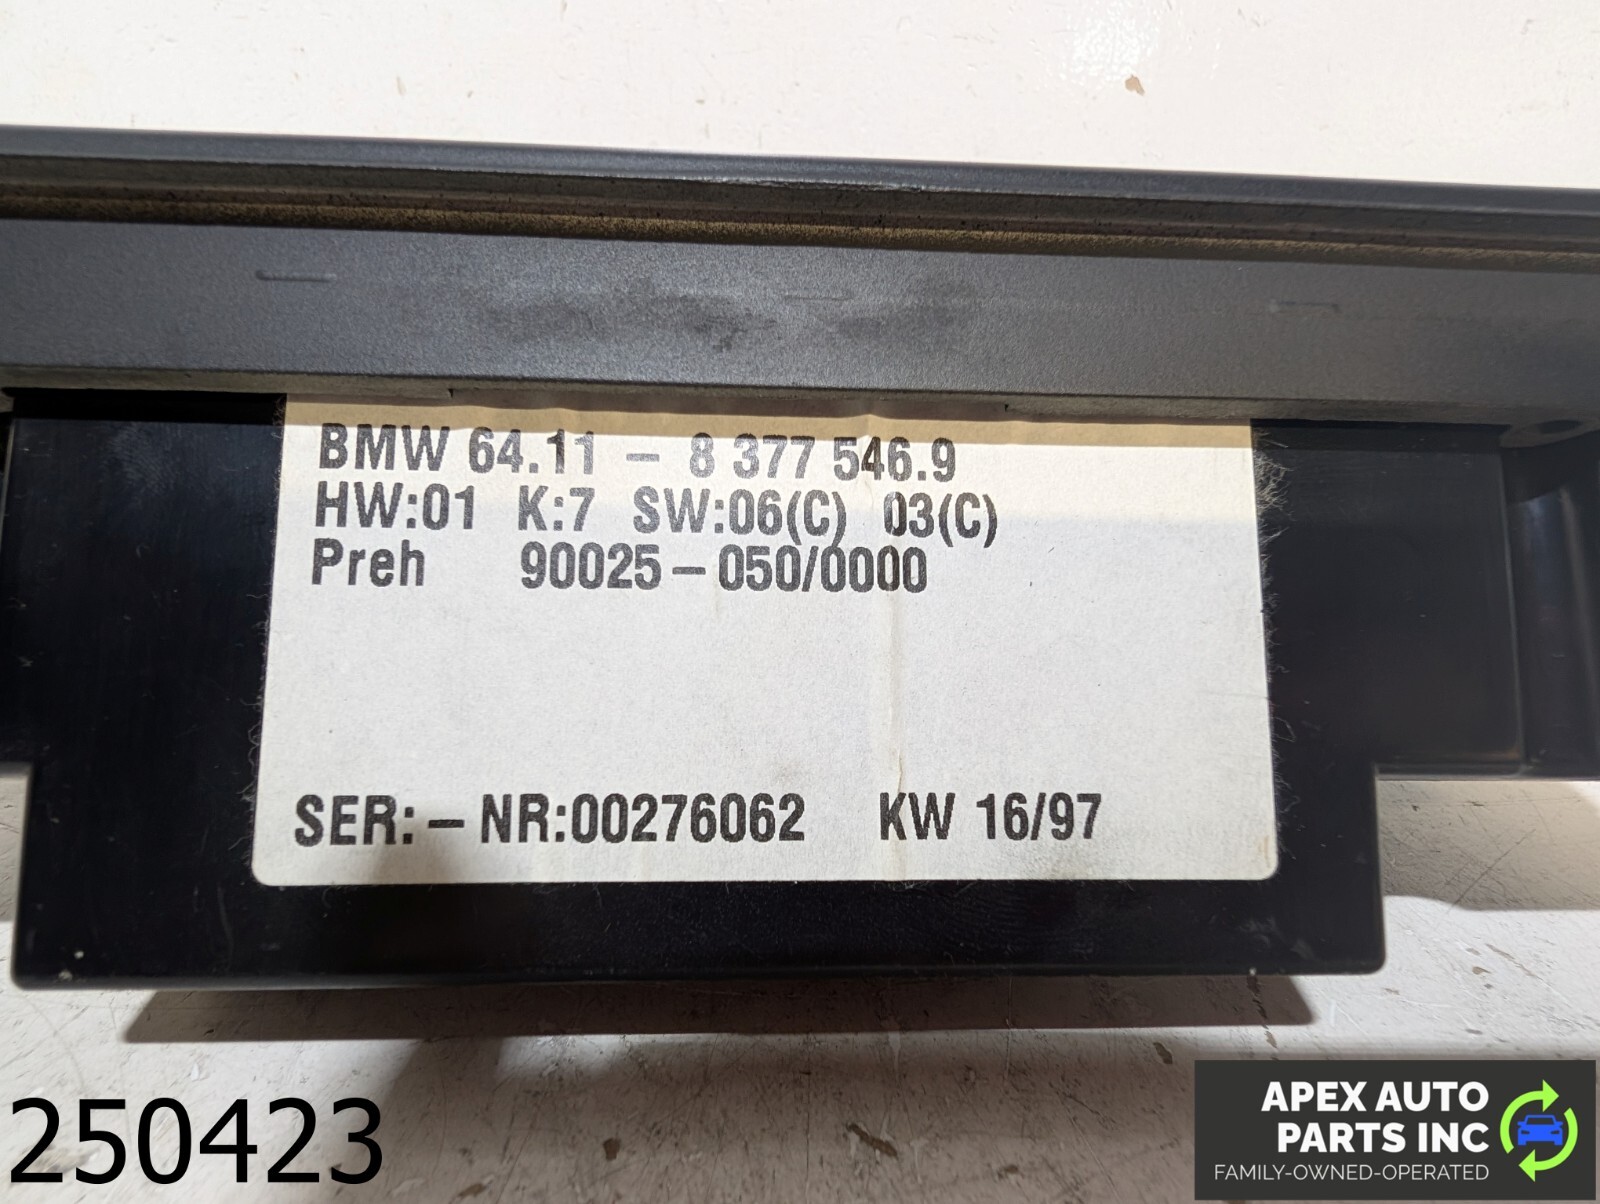 BMW 64.11 - 8 377 546.9
HW:01 K:7 SW:06(C) 03(C)
Preh 90025-050/0000
SER:-NR:00276062 KW 16/97
250423
APEX AUTO
PARTS INC
FAMILY-OWNED-OPERATED